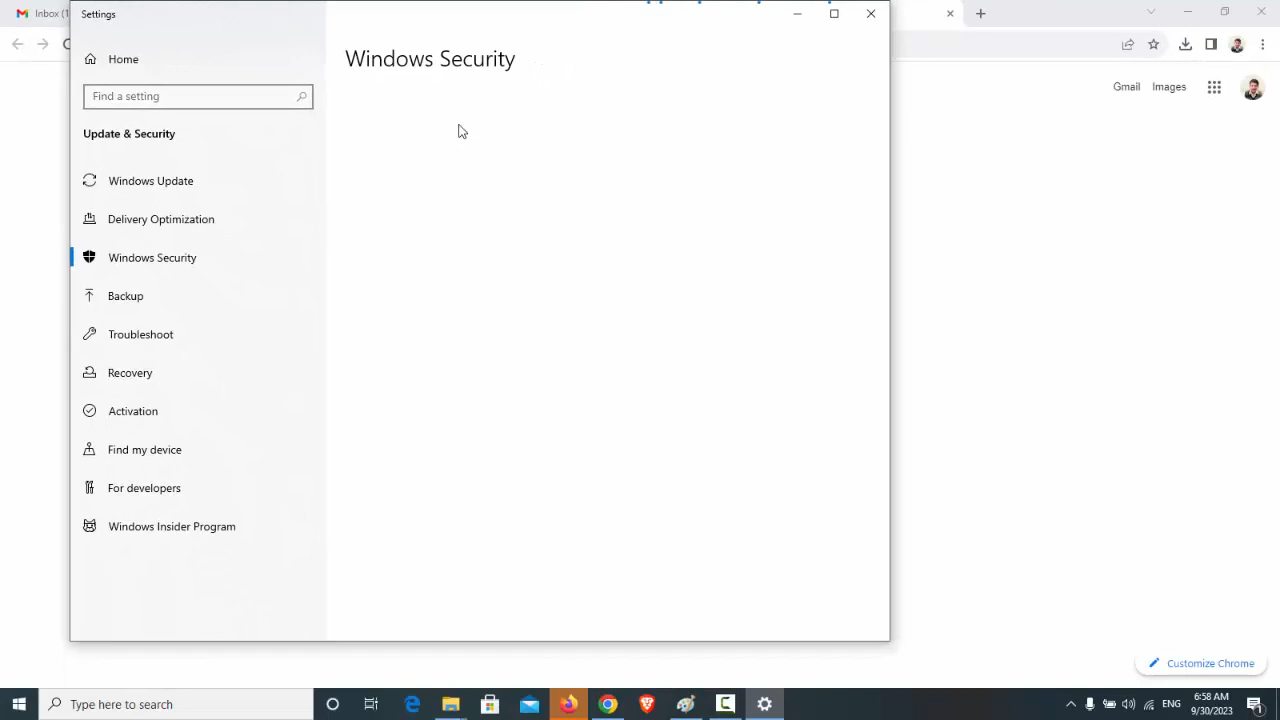 Inbox (1
Settings
Home
Windows Security
Find a setting
Gmail
Images
Update & Security
Windows Update
Delivery Optimization
Windows Security
Backup
Troubleshoot
Recovery
Activation
Find my device
For developers
Windows Insider Program
Customize Chrome
Type here to search
ENG
6:58 AM
9/30/2023
1